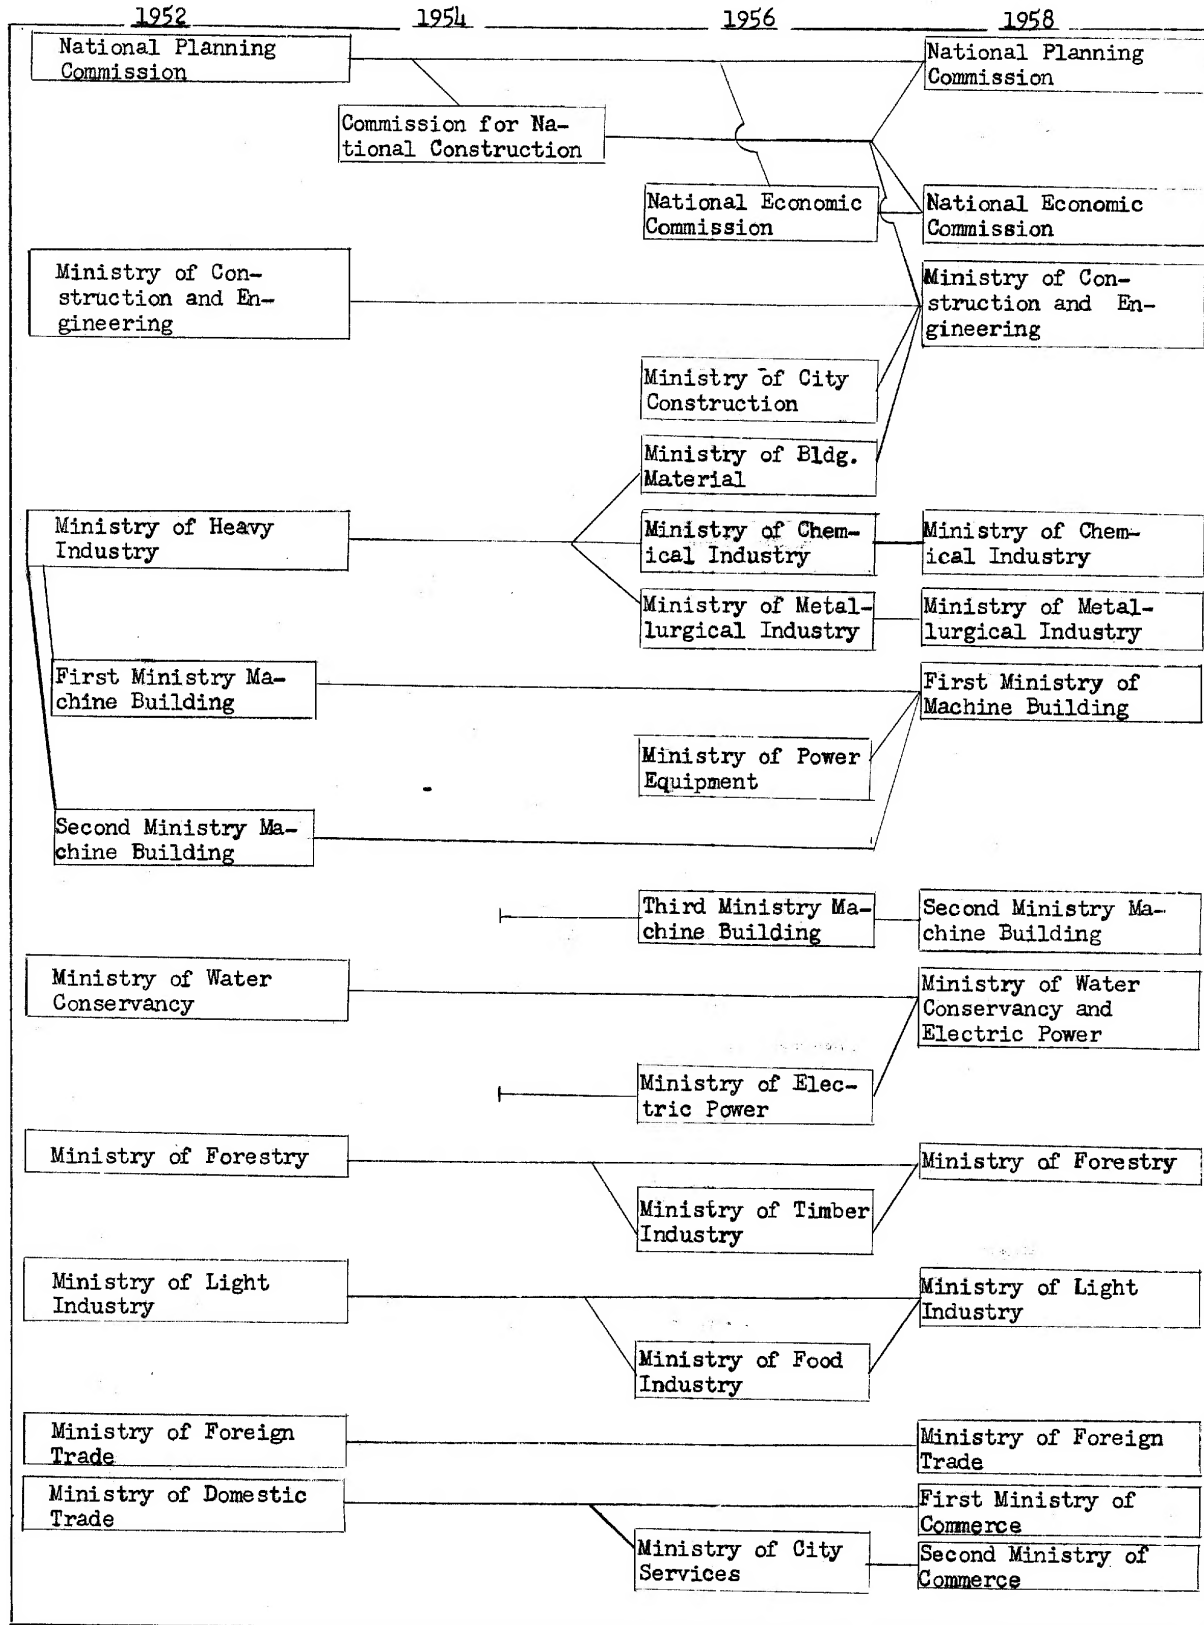 1952 1954 1956 1958
National Planning
Commission
National Planning
Commission
Commission for Na-
tional Construction
National Economic
Commission
National Economic
Commission
Ministry of Con-
struction and En-
gineering
Ministry of Con-
struction and En-
gineering
Ministry of City
Construction
Ministry of Bldg.
Material
Ministry of Heavy
Industry
Ministry of Chem-
ical Industry
Ministry of Chem-
ical Industry
Ministry of Metal-
lurgical Industry
Ministry of Metal-
lurgical Industry
First Ministry Ma-
chine Building
First Ministry of
Machine Building
Ministry of Power
Equipment
Second Ministry Ma-
chine Building
Third Ministry Ma-
chine Building
Second Ministry Ma-
chine Building
Ministry of Water
Conservancy
Ministry of Water
Conservancy and
Electric Power
Ministry of Elec-
tric Power
Ministry of Forestry
Ministry of Forestry
Ministry of Timber
Industry
Ministry of Light
Industry
Ministry of Light
Industry
Ministry of Food
Industry
Ministry of Foreign
Trade
Ministry of Foreign
Trade
Ministry of Domestic
Trade
First Ministry of
Commerce
Ministry of City
Services
Second Ministry of
Commerce